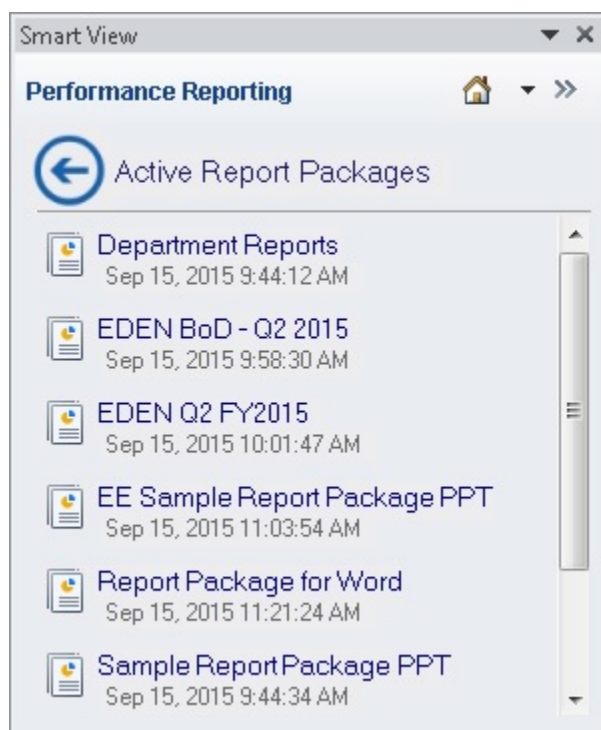 Smart View
Performance Reporting
Active Report Packages
Department Reports
Sep 15, 2015 9:44:12 AM
EDEN BoD - Q2 2015
Sep 15, 2015 9:58:30 AM
EDEN Q2 FY2015
Sep 15, 2015 10:01:47 AM
EE Sample Report Package PPT
Sep 15, 2015 11:03:54 AM
Report Package for Word
Sep 15, 2015 11:21:24 AM
Sample Report Package PPT
Sep 15, 2015 9:44:34 AM